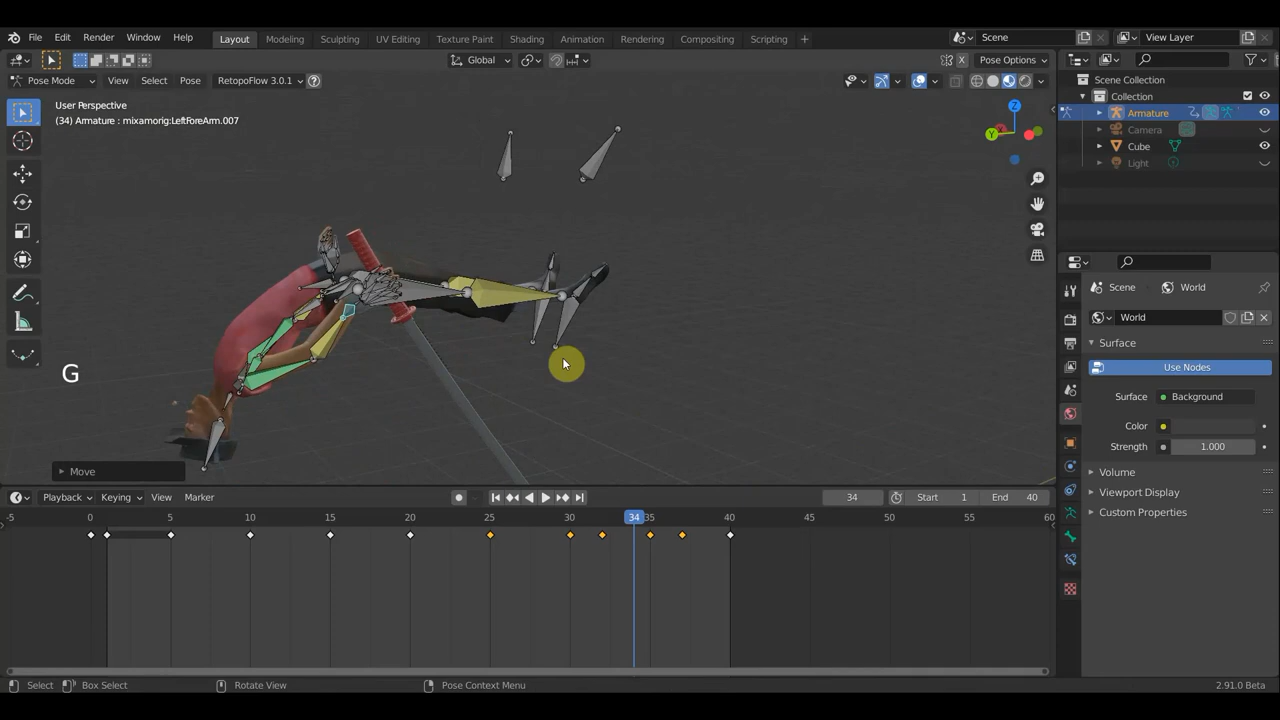 File Edit Render Window Help Layout Modeling Sculpting UV Editing Texture Paint Shading Animation Rendering Compositing Scripting + Scene View Layer
Global Pose Options
Pose Mode View Select Pose RetopoFlow 3.0.1
User Perspective
(34) Armature : mixamorig:LeftForeArm.007
Z
Y
Scene Collection
Collection
Armature
Camera
Cube
Light
Scene World
World
Surface
Use Nodes
Surface Background
Color
Strength 1.000
Volume
Viewport Display
Custom Properties
G
Move
Playback Keying View Marker 34 Start 1 End 40
-5 0 5 10 15 20 25 30 34 35 40 45 50 55 60
Select Box Select Rotate View Pose Context Menu 2.91.0 Beta